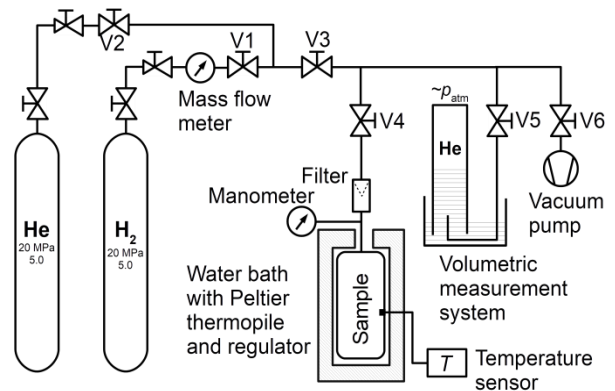 V2
V1
V3
Mass flow
meter
~p_atm
V4
V5
V6
He
Filter
Manometer
Vacuum
pump
He
20 MPa
5.0
H₂
20 MPa
5.0
Water bath
with Peltier
thermopile
and regulator
Sample
Volumetric
measurement
system
T
Temperature
sensor